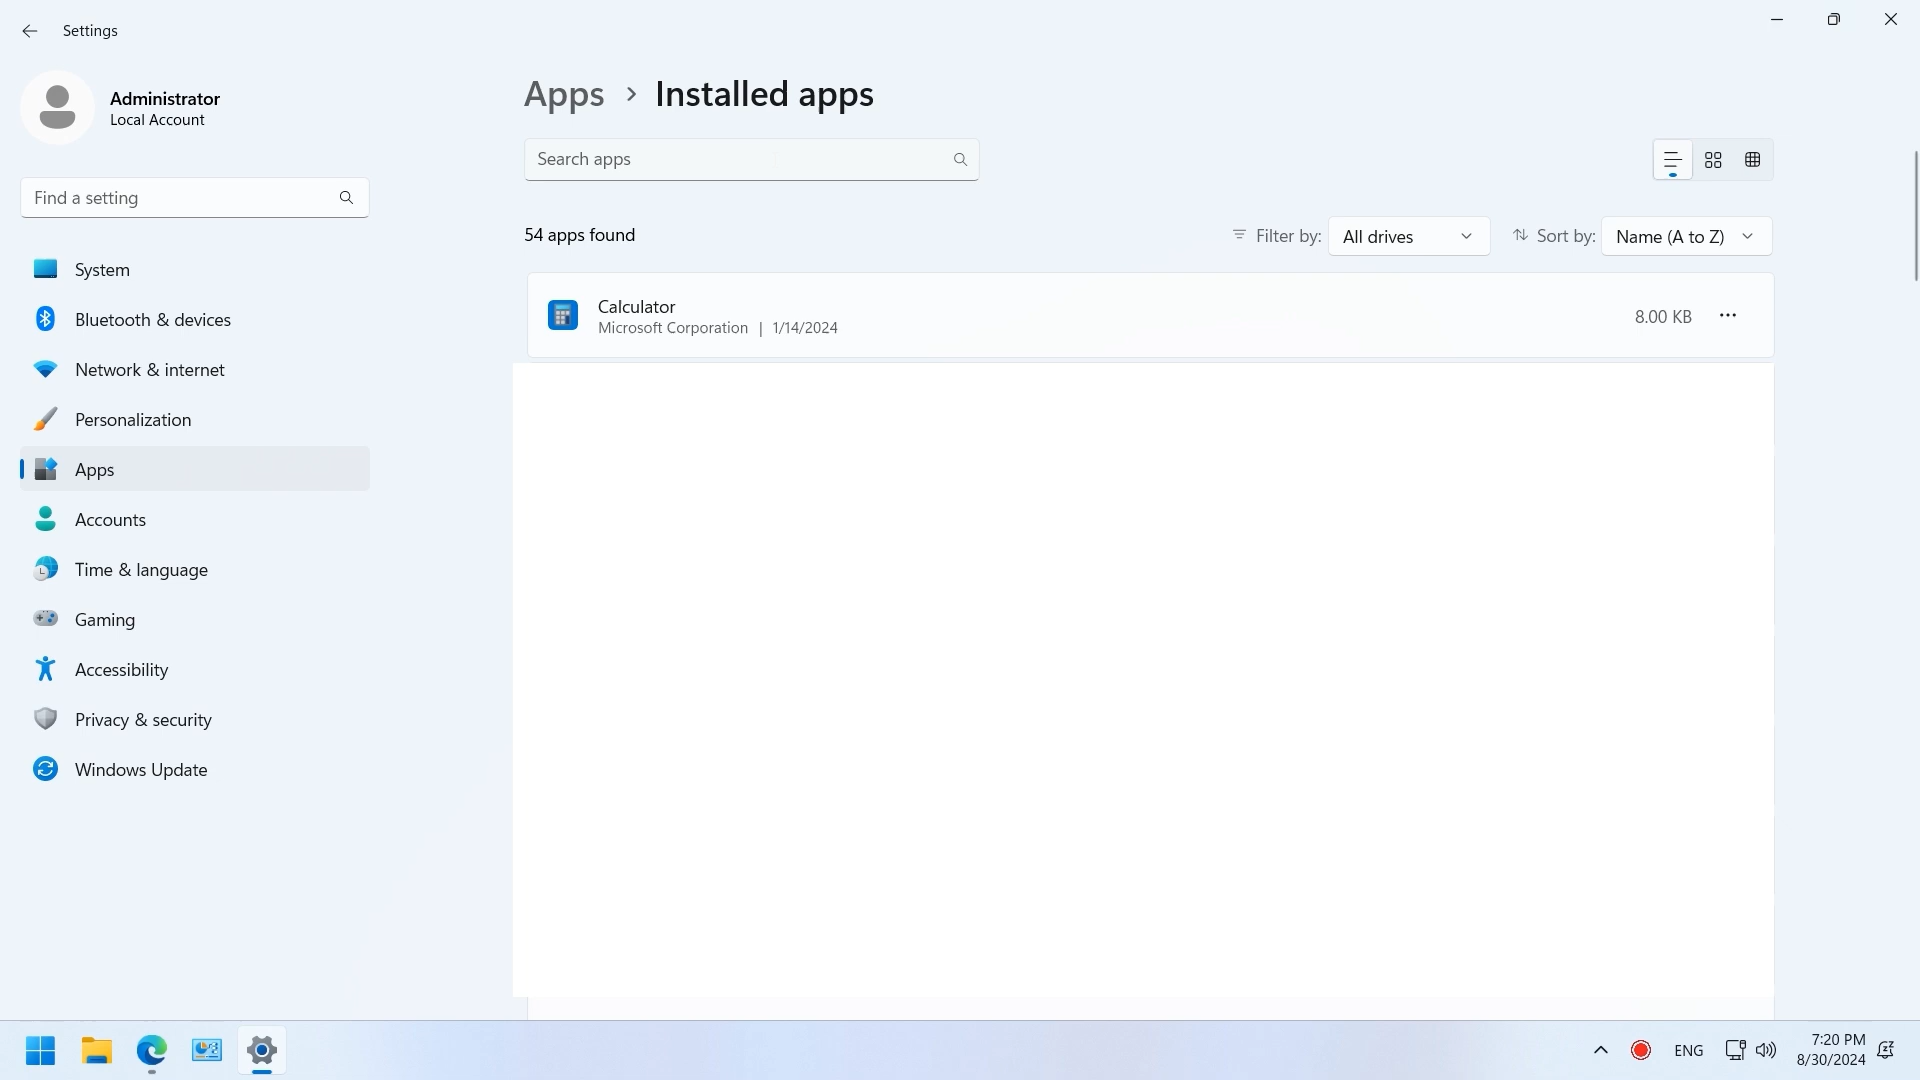 Settings
Administrator
Local Account
Find a setting
System
Bluetooth & devices
Network & internet
Personalization
Apps
Accounts
Time & language
Gaming
Accessibility
Privacy & security
Windows Update
Apps > Installed apps
Search apps
54 apps found
Filter by: All drives
Sort by: Name (A to Z)
Calculator
Microsoft Corporation | 1/14/2024
8.00 KB
ENG
7:20 PM
8/30/2024